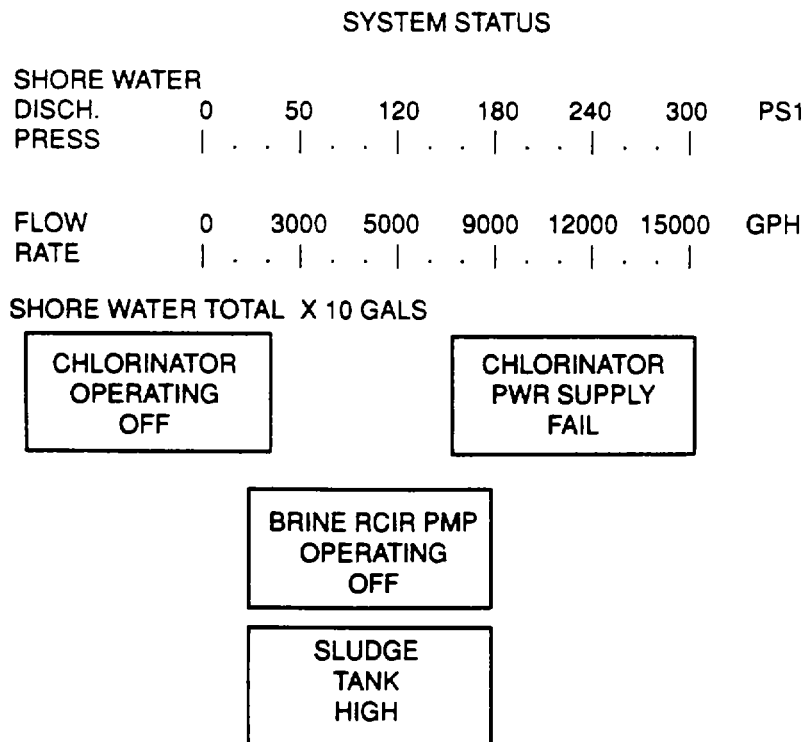 SYSTEM STATUS
SHORE WATER
DISCH. 0 50 120 180 240 300 PS1
PRESS | . . | . . | . . | . . | . . |
FLOW 0 3000 5000 9000 12000 15000 GPH
RATE | . . | . . | . . | . . | . . |
SHORE WATER TOTAL X 10 GALS
CHLORINATOR
OPERATING
OFF
CHLORINATOR
PWR SUPPLY
FAIL
BRINE RCIR PMP
OPERATING
OFF
SLUDGE
TANK
HIGH